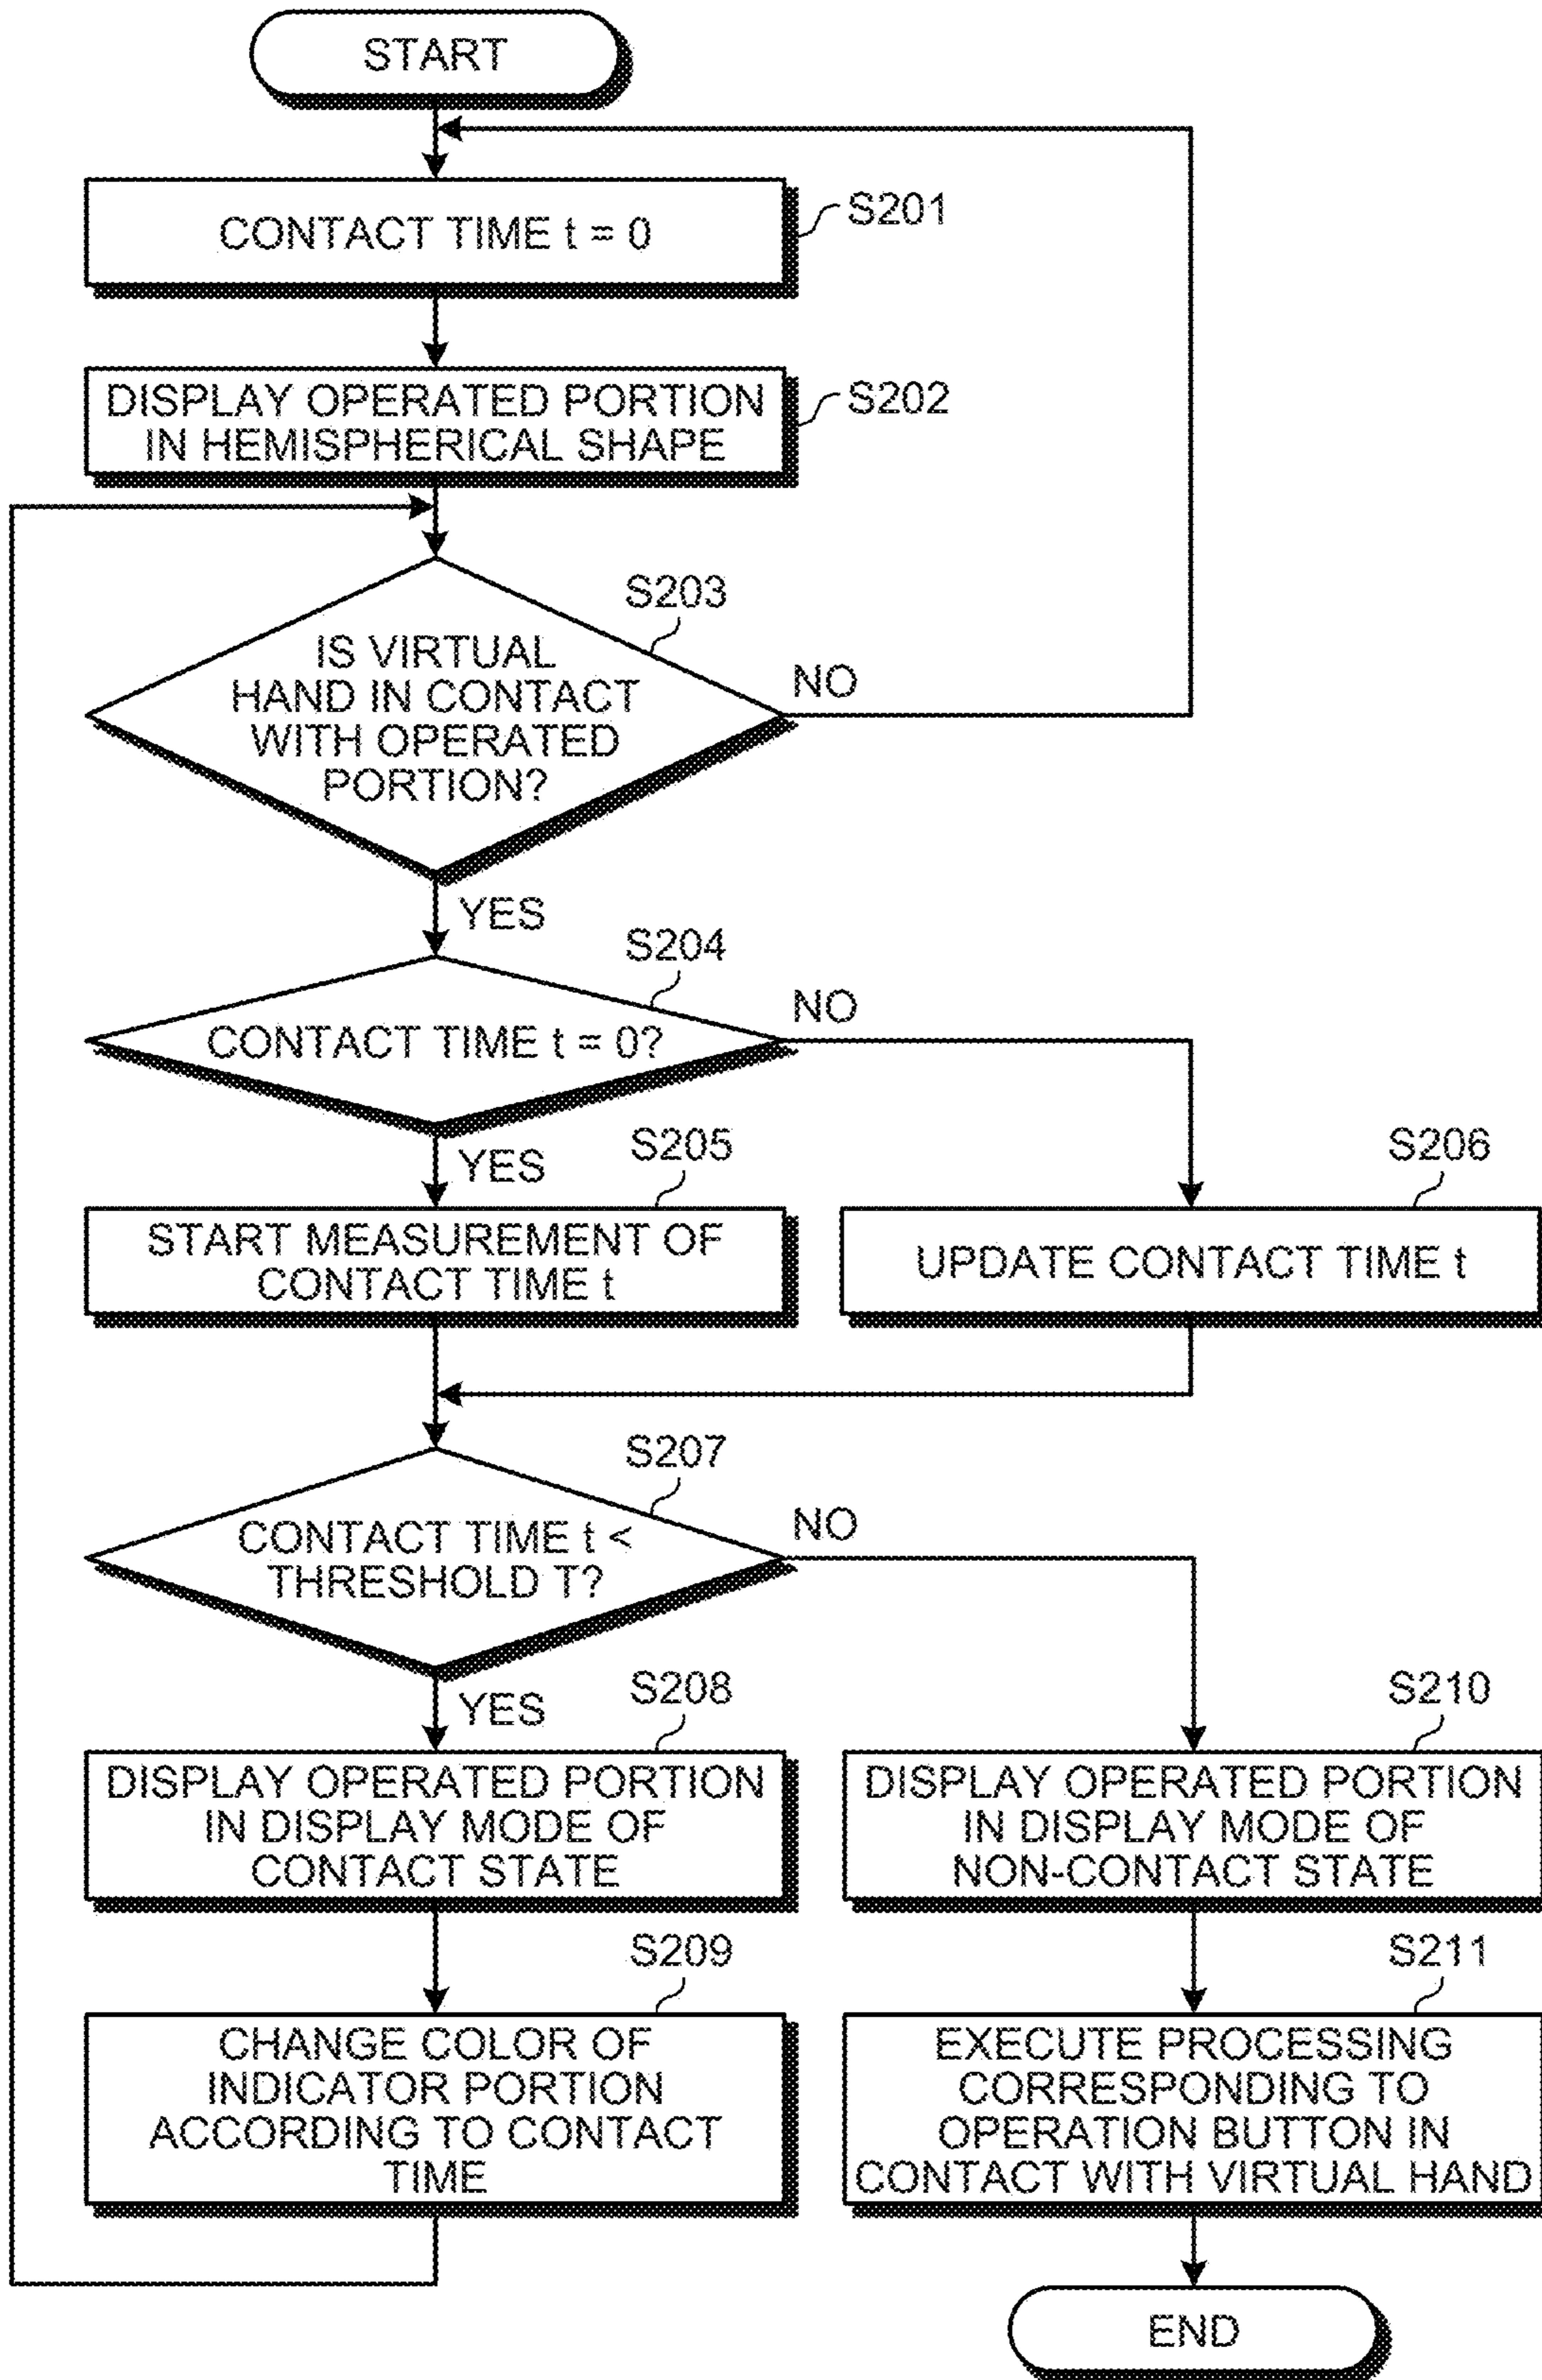 START
CONTACT TIME t = 0
S201
DISPLAY OPERATED PORTION
IN HEMISPHERICAL SHAPE
S202
S203
IS VIRTUAL
HAND IN CONTACT
WITH OPERATED
PORTION?
NO
YES
S204
CONTACT TIME t = 0?
NO
YES
S205
START MEASUREMENT OF
CONTACT TIME t
S206
UPDATE CONTACT TIME t
S207
CONTACT TIME t <
THRESHOLD T?
NO
YES
S208
DISPLAY OPERATED PORTION
IN DISPLAY MODE OF
CONTACT STATE
S210
DISPLAY OPERATED PORTION
IN DISPLAY MODE OF
NON-CONTACT STATE
S209
CHANGE COLOR OF
INDICATOR PORTION
ACCORDING TO CONTACT
TIME
S211
EXECUTE PROCESSING
CORRESPONDING TO
OPERATION BUTTON IN
CONTACT WITH VIRTUAL HAND
END